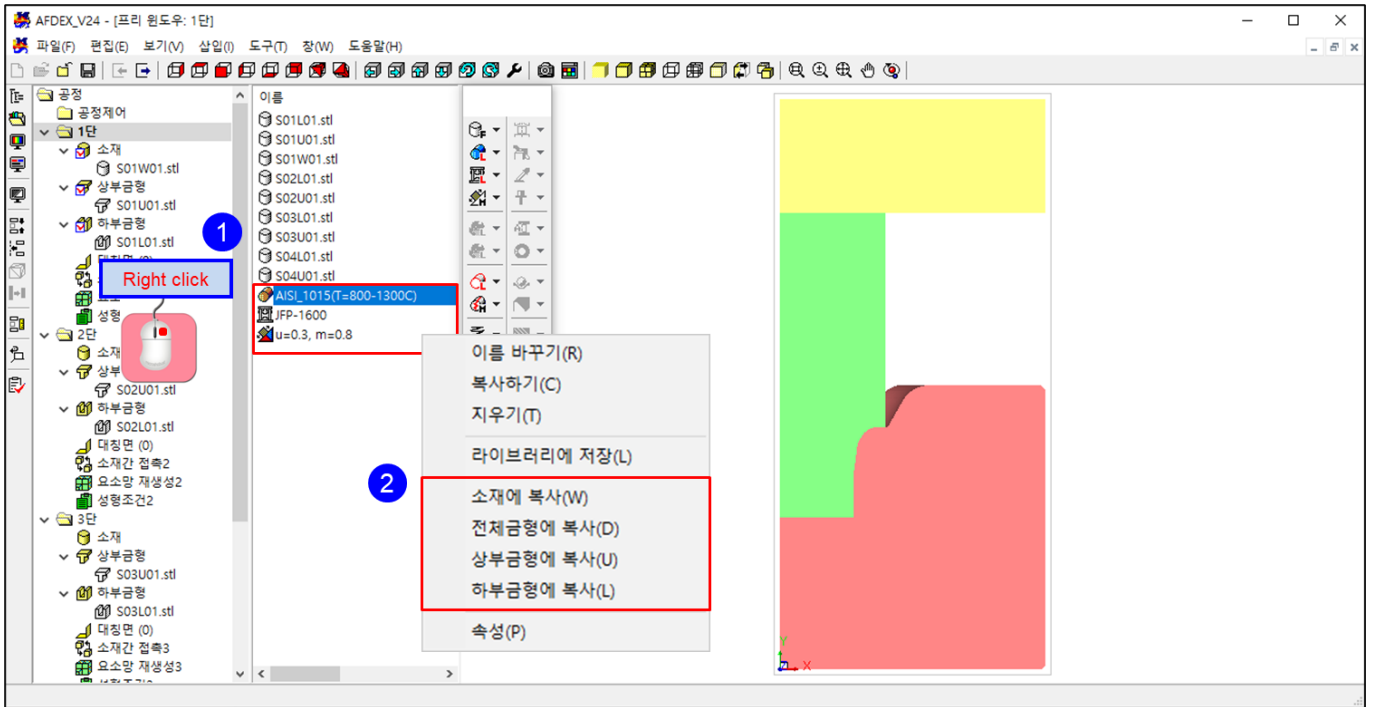 AFDEX_V24 - [프리 윈도우: 1단]
파일(F) 편집(E) 보기(V) 삽입(I) 도구(T) 창(W) 도움말(H)
공정
공정제어
1단
소재
S01W01.stl
상부금형
S01U01.stl
하부금형
S01L01.stl
성형
2단
소재
상부
S02U01.stl
하부금형
S02L01.stl
대칭면 (0)
소재간 접촉2
요소망 재생성2
성형조건2
3단
소재
상부금형
S03U01.stl
하부금형
S03L01.stl
대칭면 (0)
소재간 접촉3
요소망 재생성3
1
Right click
이름
S01L01.stl
S01U01.stl
S01W01.stl
S02L01.stl
S02U01.stl
S03L01.stl
S03U01.stl
S04L01.stl
S04U01.stl
AISI_1015(T=800-1300C)
JFP-1600
u=0.3, m=0.8
2
이름 바꾸기(R)
복사하기(C)
지우기(T)
라이브러리에 저장(L)
소재에 복사(W)
전체금형에 복사(D)
상부금형에 복사(U)
하부금형에 복사(L)
속성(P)
Y
Z X